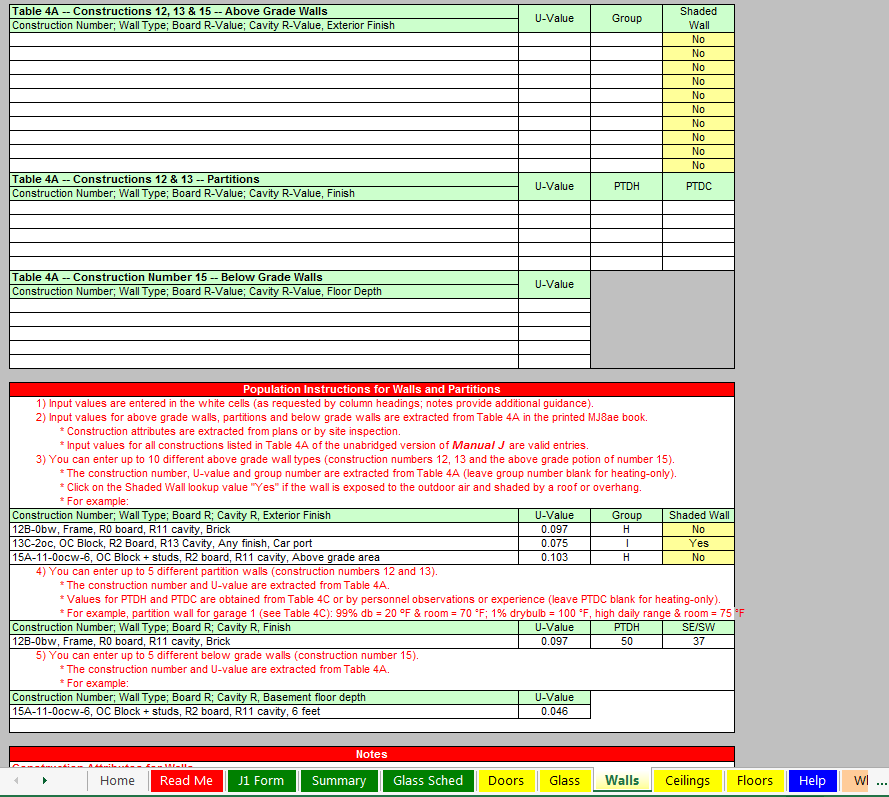 Table 4A -- Constructions 12, 13 & 15 -- Above Grade Walls U-Value Group Shaded Wall
Construction Number; Wall Type; Board R-Value; Cavity R-Value, Exterior Finish
No
No
No
No
No
No
No
No
No
No
Table 4A -- Constructions 12 & 13 -- Partitions U-Value PTDH PTDC
Construction Number; Wall Type; Board R-Value; Cavity R-Value, Finish
Table 4A -- Construction Number 15 -- Below Grade Walls U-Value
Construction Number; Wall Type; Board R-Value; Cavity R-Value, Floor Depth
Population Instructions for Walls and Partitions
1) Input values are entered in the white cells (as requested by column headings; notes provide additional guidance).
2) Input values for above grade walls, partitions and below grade walls are extracted from Table 4A in the printed MJ8ae book.
* Construction attributes are extracted from plans or by site inspection.
* Input values for all constructions listed in Table 4A of the unabridged version of Manual J are valid entries.
3) You can enter up to 10 different above grade wall types (construction numbers 12, 13 and the above grade potion of number 15).
* The construction number, U-value and group number are extracted from Table 4A (leave group number blank for heating-only).
* Click on the Shaded Wall lookup value "Yes" if the wall is exposed to the outdoor air and shaded by a roof or overhang.
* For example:
Construction Number; Wall Type; Board R; Cavity R, Exterior Finish U-Value Group Shaded Wall
12B-0bw, Frame, R0 board, R11 cavity, Brick 0.097 H No
13C-2oc, OC Block, R2 Board, R13 Cavity, Any finish, Car port 0.075 I Yes
15A-11-0ocw-6, OC Block + studs, R2 board, R11 cavity, Above grade area 0.103 H No
4) You can enter up to 5 different partition walls (construction numbers 12 and 13).
* The construction number and U-value are extracted from Table 4A.
* Values for PTDH and PTDC are obtained from Table 4C or by personnel observations or experience (leave PTDC blank for heating-only).
* For example, partition wall for garage 1 (see Table 4C): 99% db = 20 ºF & room = 70 °F; 1% drybulb = 100 °F, high daily range & room = 75 °F
Construction Number; Wall Type; Board R; Cavity R, Finish U-Value PTDH SE/SW
12B-0bw, Frame, R0 board, R11 cavity, Brick 0.097 50 37
5) You can enter up to 5 different below grade walls (construction number 15).
* The construction number and U-value are extracted from Table 4A.
* For example:
Construction Number; Wall Type; Board R; Cavity R, Basement floor depth U-Value
15A-11-0ocw-6, OC Block + studs, R2 board, R11 cavity, 6 feet 0.046
Notes
Construction Attributes for Walls
Home Read Me J1 Form Summary Glass Sched Doors Glass Walls Ceilings Floors Help ...